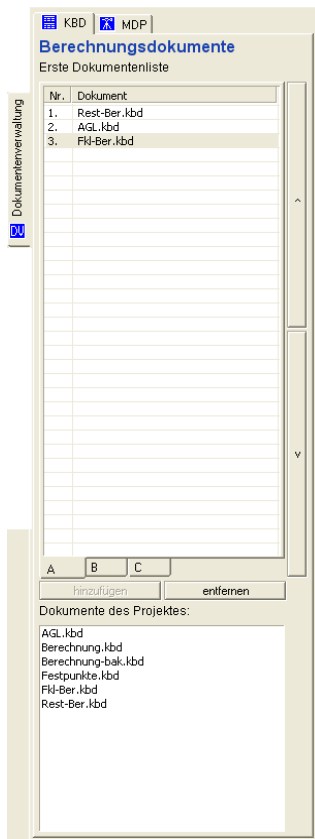 KBD MDP
Berechnungsdokumente
Erste Dokumentenliste
Nr. Dokument
1. Rest-Ber.kbd
2. AGL.kbd
3. Fkl-Ber.kbd
Dokumentenverwaltung
DV
^
v
A B C
hinzufügen entfernen
Dokumente des Projektes:
AGL.kbd
Berechnung.kbd
Berechnung-bak.kbd
Festpunkte.kbd
Fkl-Ber.kbd
Rest-Ber.kbd